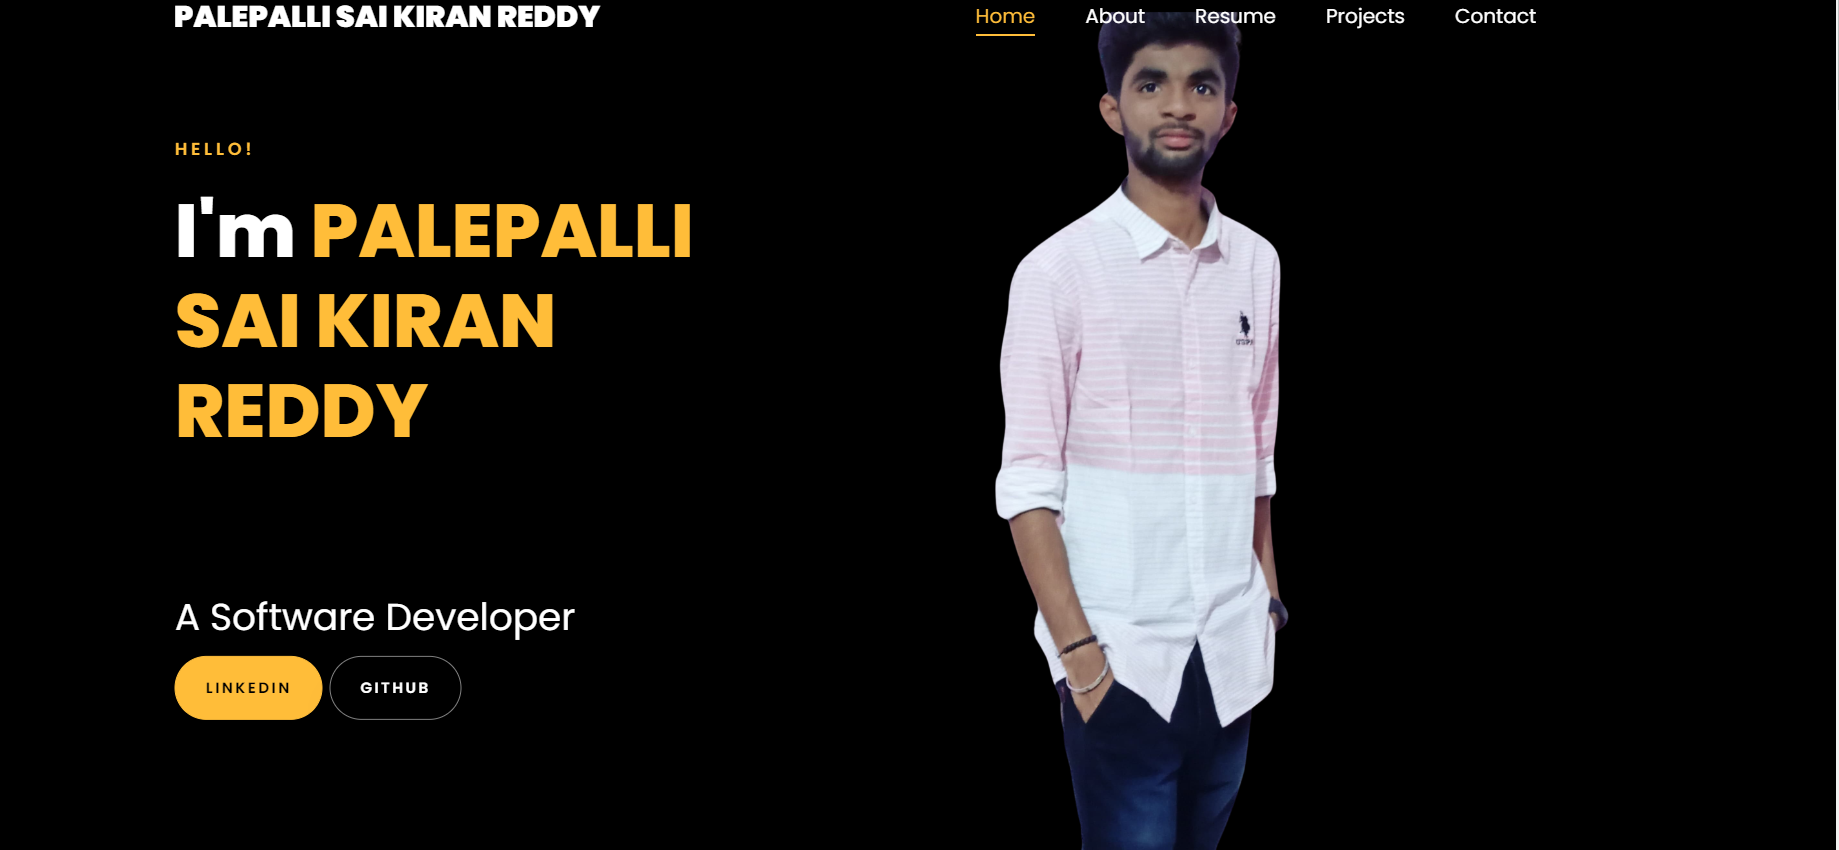 PALEPALLI SAI KIRAN REDDY
Home About Resume Projects Contact
HELLO!
I'm PALEPALLI
SAI KIRAN
REDDY
A Software Developer
LINKEDIN GITHUB